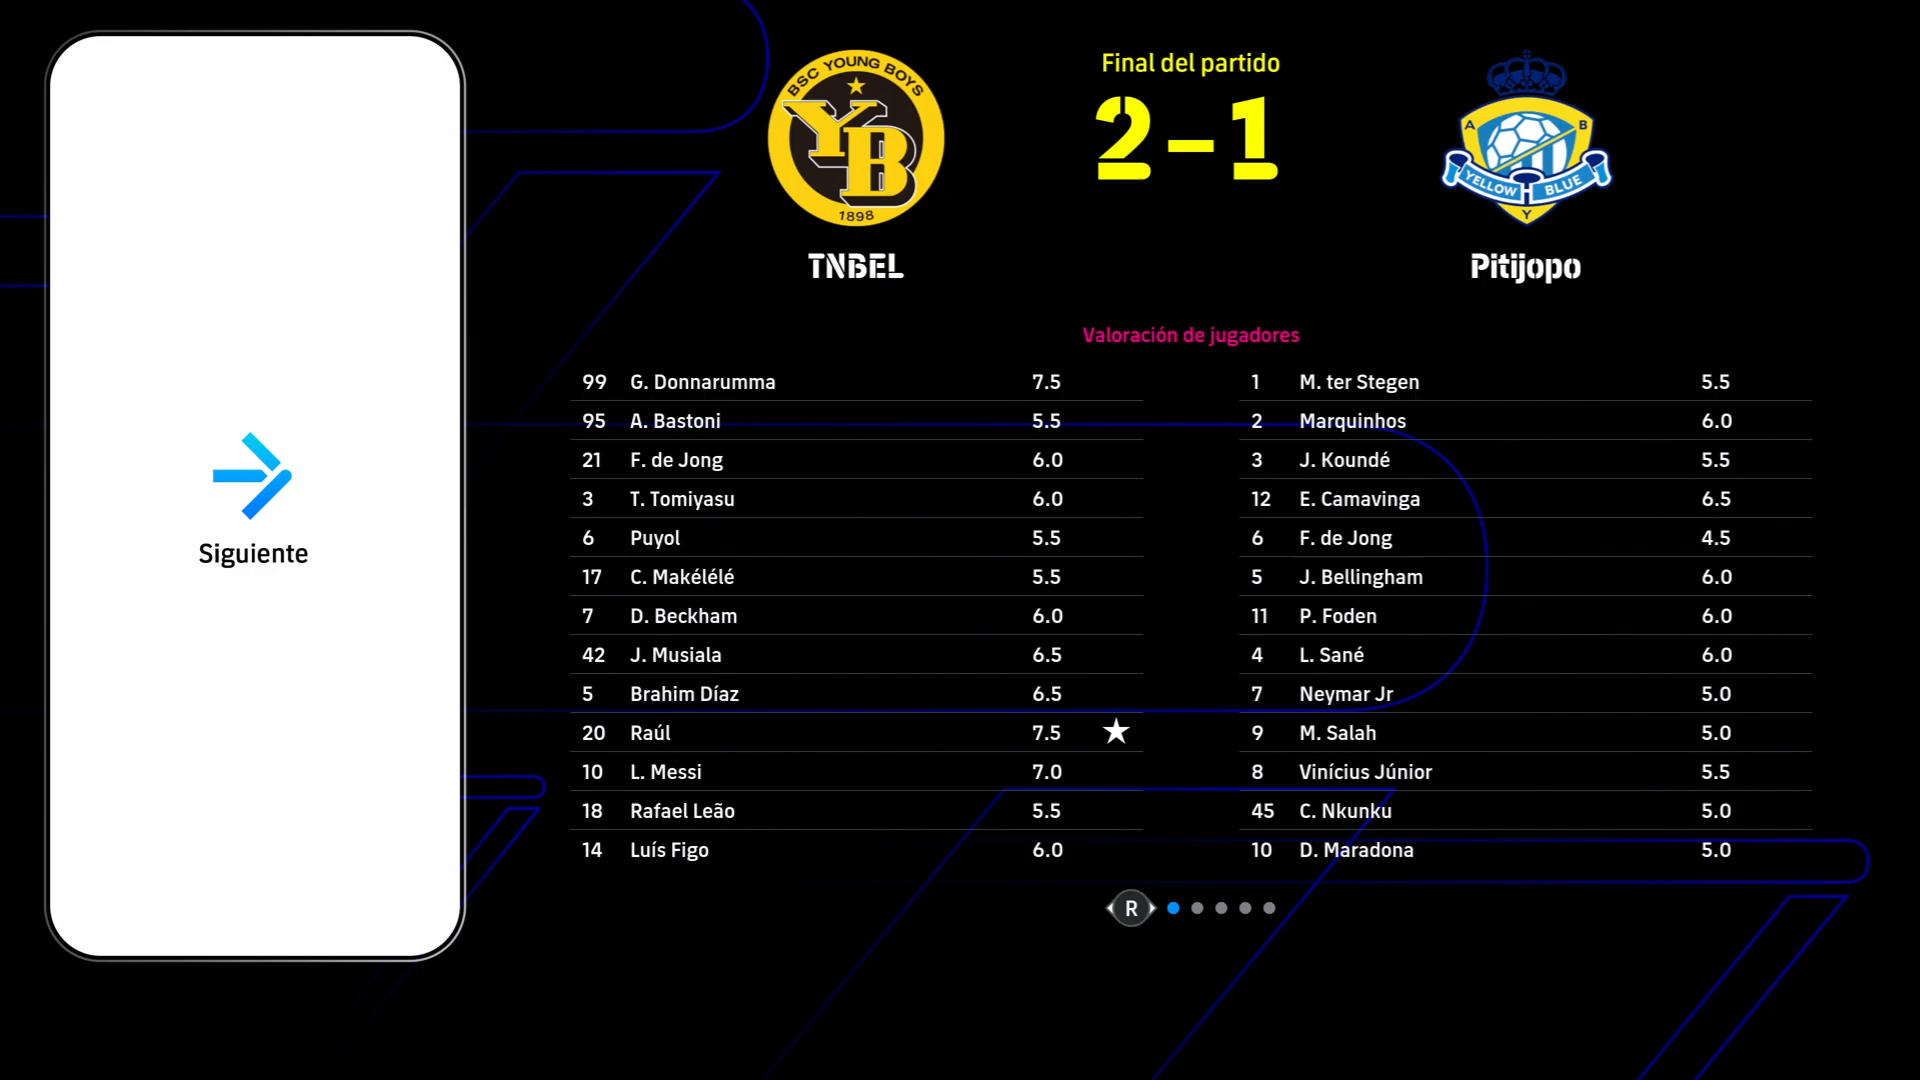 BSC YOUNG BOYS
YB
1898
TNBEL
Final del partido
2-1
A B
YELLOW BLUE
Y
Pitijopo
Siguiente
Valoración de jugadores
99 G. Donnarumma 7.5
95 A. Bastoni 5.5
21 F. de Jong 6.0
3 T. Tomiyasu 6.0
6 Puyol 5.5
17 C. Makélélé 5.5
7 D. Beckham 6.0
42 J. Musiala 6.5
5 Brahim Díaz 6.5
20 Raúl 7.5 ★
10 L. Messi 7.0
18 Rafael Leão 5.5
14 Luís Figo 6.0
1 M. ter Stegen 5.5
2 Marquinhos 6.0
3 J. Koundé 5.5
12 E. Camavinga 6.5
6 F. de Jong 4.5
5 J. Bellingham 6.0
11 P. Foden 6.0
4 L. Sané 6.0
7 Neymar Jr 5.0
9 M. Salah 5.0
8 Vinícius Júnior 5.5
45 C. Nkunku 5.0
10 D. Maradona 5.0
R